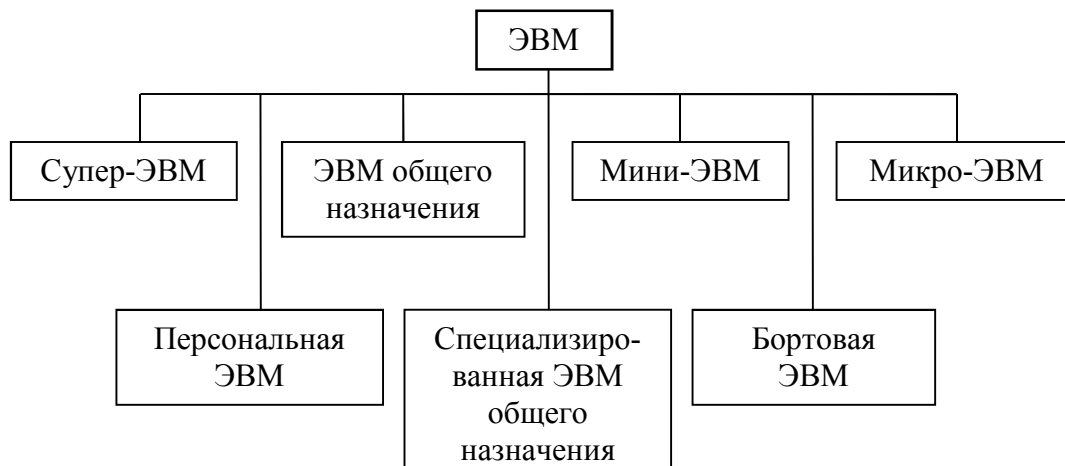 ЭВМ
Супер-ЭВМ
ЭВМ общего
назначения
Мини-ЭВМ
Микро-ЭВМ
Персональная
ЭВМ
Специализиро-
ванная ЭВМ
общего
назначения
Бортовая
ЭВМ